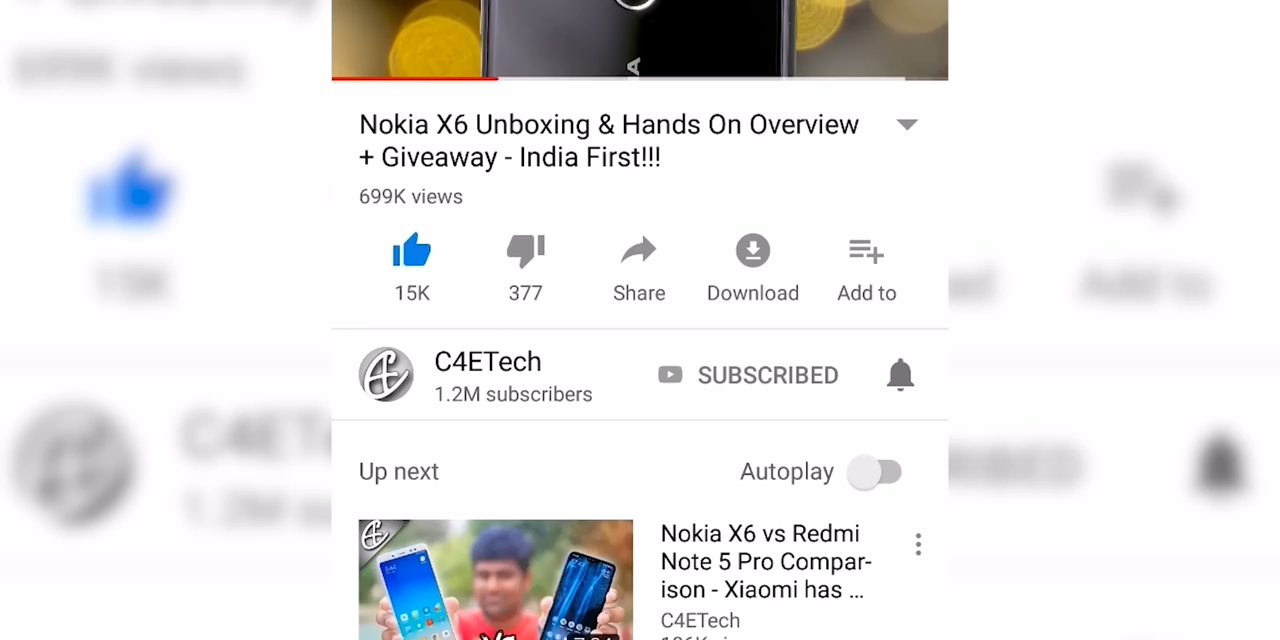 A
Nokia X6 Unboxing & Hands On Overview
+ Giveaway - India First!!!
699K views
15K
377
Share
Download
Add to
C4ETech
1.2M subscribers
SUBSCRIBED
Up next
Autoplay
Nokia X6 vs Redmi
Note 5 Pro Compar-
ison - Xiaomi has ...
C4ETech